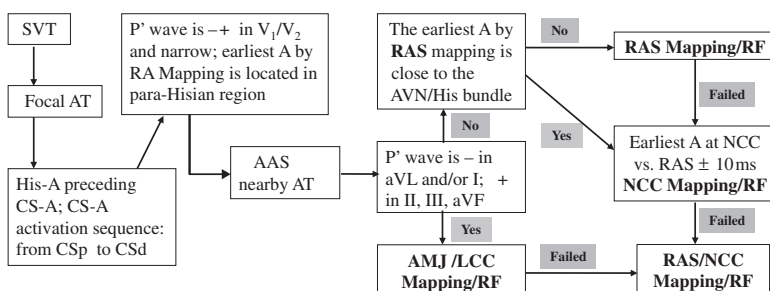 SVT
Focal AT
His-A preceding
CS-A; CS-A
activation sequence:
from CSp to CSd
P' wave is –+ in V₁/V₂
and narrow; earliest A by
RA Mapping is located in
para-Hisian region
AAS
nearby AT
P' wave is – in
aVL and/or I; +
in II, III, aVF
No
Yes
The earliest A by
RAS mapping is
close to the
AVN/His bundle
No
Yes
RAS Mapping/RF
Failed
Earliest A at NCC
vs. RAS ± 10 ms
NCC Mapping/RF
Failed
AMJ /LCC
Mapping/RF
Failed
RAS/NCC
Mapping/RF